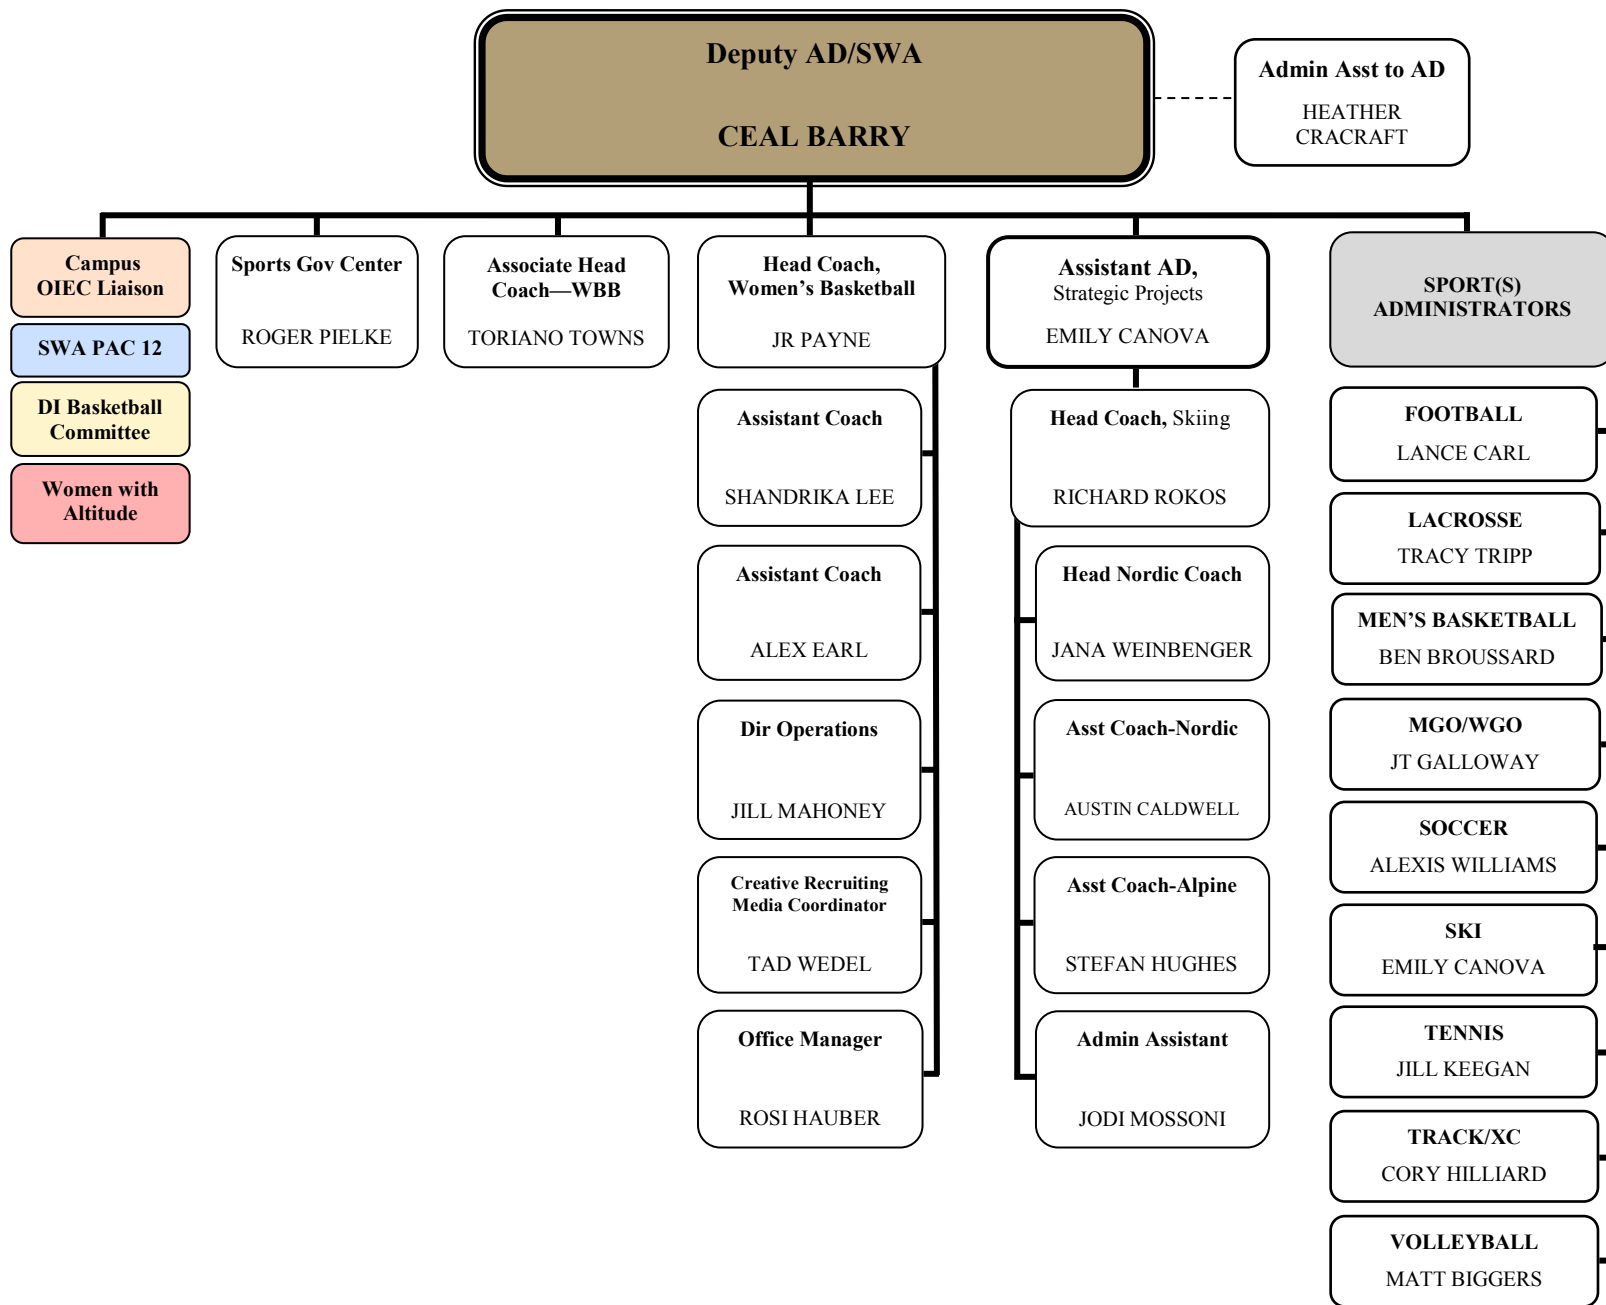 Deputy AD/SWA
CEAL BARRY
Admin Asst to AD
HEATHER
CRACRAFT
Campus
OIEC Liaison
SWA PAC 12
DI Basketball
Committee
Women with
Altitude
Sports Gov Center
ROGER PIELKE
Associate Head
Coach—WBB
TORIANO TOWNS
Head Coach,
Women’s Basketball
JR PAYNE
Assistant Coach
SHANDRIKA LEE
Assistant Coach
ALEX EARL
Dir Operations
JILL MAHONEY
Creative Recruiting
Media Coordinator
TAD WEDEL
Office Manager
ROSI HAUBER
Assistant AD,
Strategic Projects
EMILY CANOVA
Head Coach, Skiing
RICHARD ROKOS
Head Nordic Coach
JANA WEINBENGER
Asst Coach-Nordic
AUSTIN CALDWELL
Asst Coach-Alpine
STEFAN HUGHES
Admin Assistant
JODI MOSSONI
SPORT(S)
ADMINISTRATORS
FOOTBALL
LANCE CARL
LACROSSE
TRACY TRIPP
MEN’S BASKETBALL
BEN BROUSSARD
MGO/WGO
JT GALLOWAY
SOCCER
ALEXIS WILLIAMS
SKI
EMILY CANOVA
TENNIS
JILL KEEGAN
TRACK/XC
CORY HILLIARD
VOLLEYBALL
MATT BIGGERS